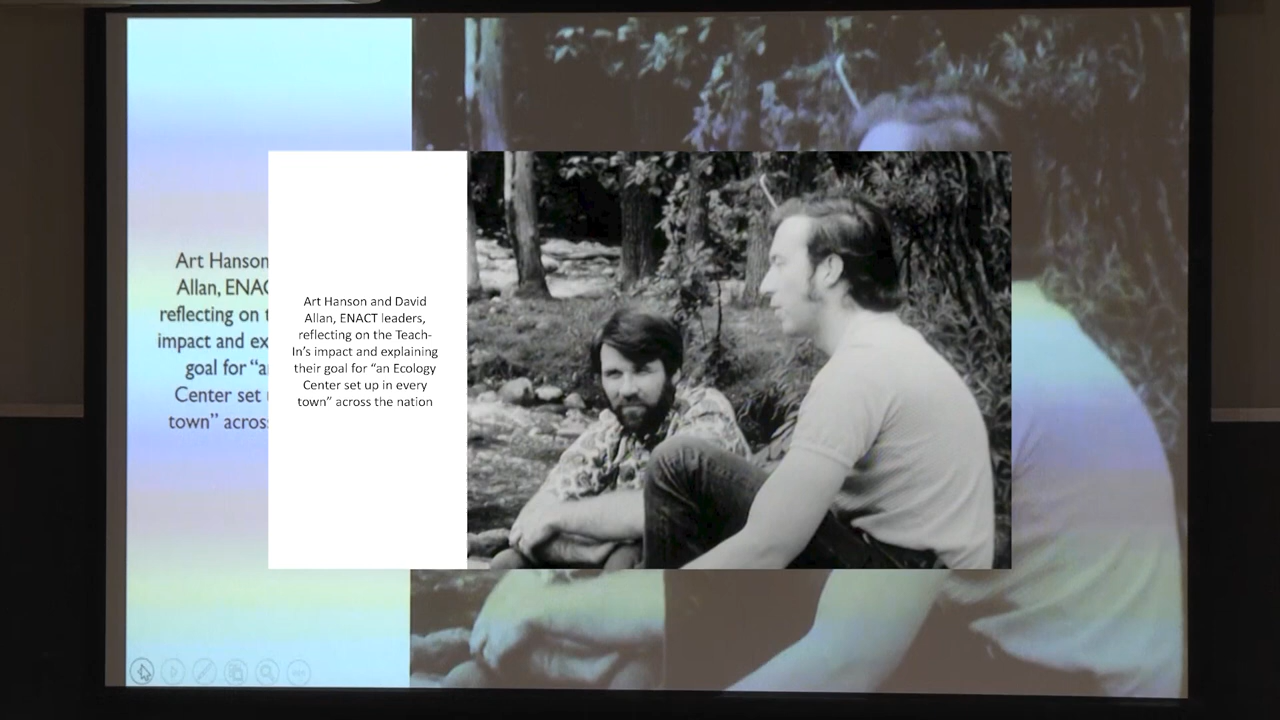 Art Hanson
Allan, ENAC
reflecting on t
impact and ex
goal for “a
Center set
town” across
Art Hanson and David
Allan, ENACT leaders,
reflecting on the Teach-
In’s impact and explaining
their goal for “an Ecology
Center set up in every
town” across the nation